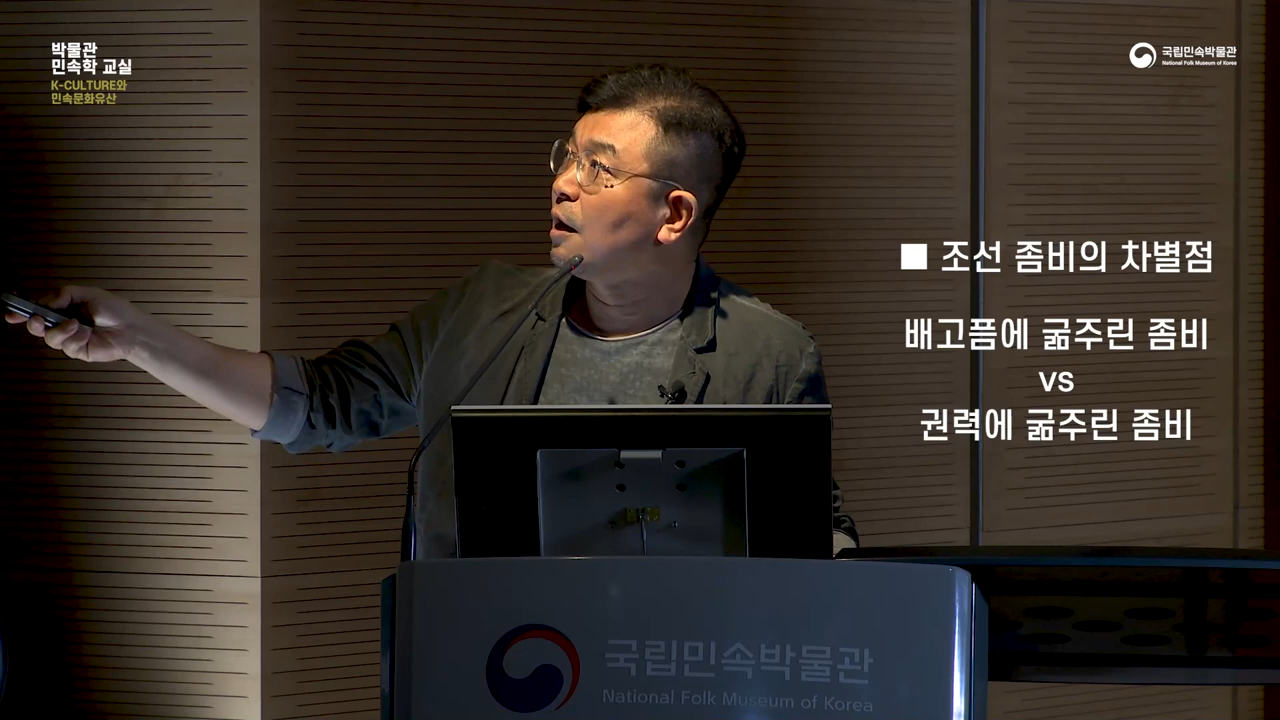 박물관
민속학 교실
K-CULTURE와
민속문화유산
국립민속박물관
National Folk Museum of Korea
■ 조선 좀비의 차별점
배고픔에 굶주린 좀비
vs
권력에 굶주린 좀비
국립민속박물관
National Folk Museum of Korea